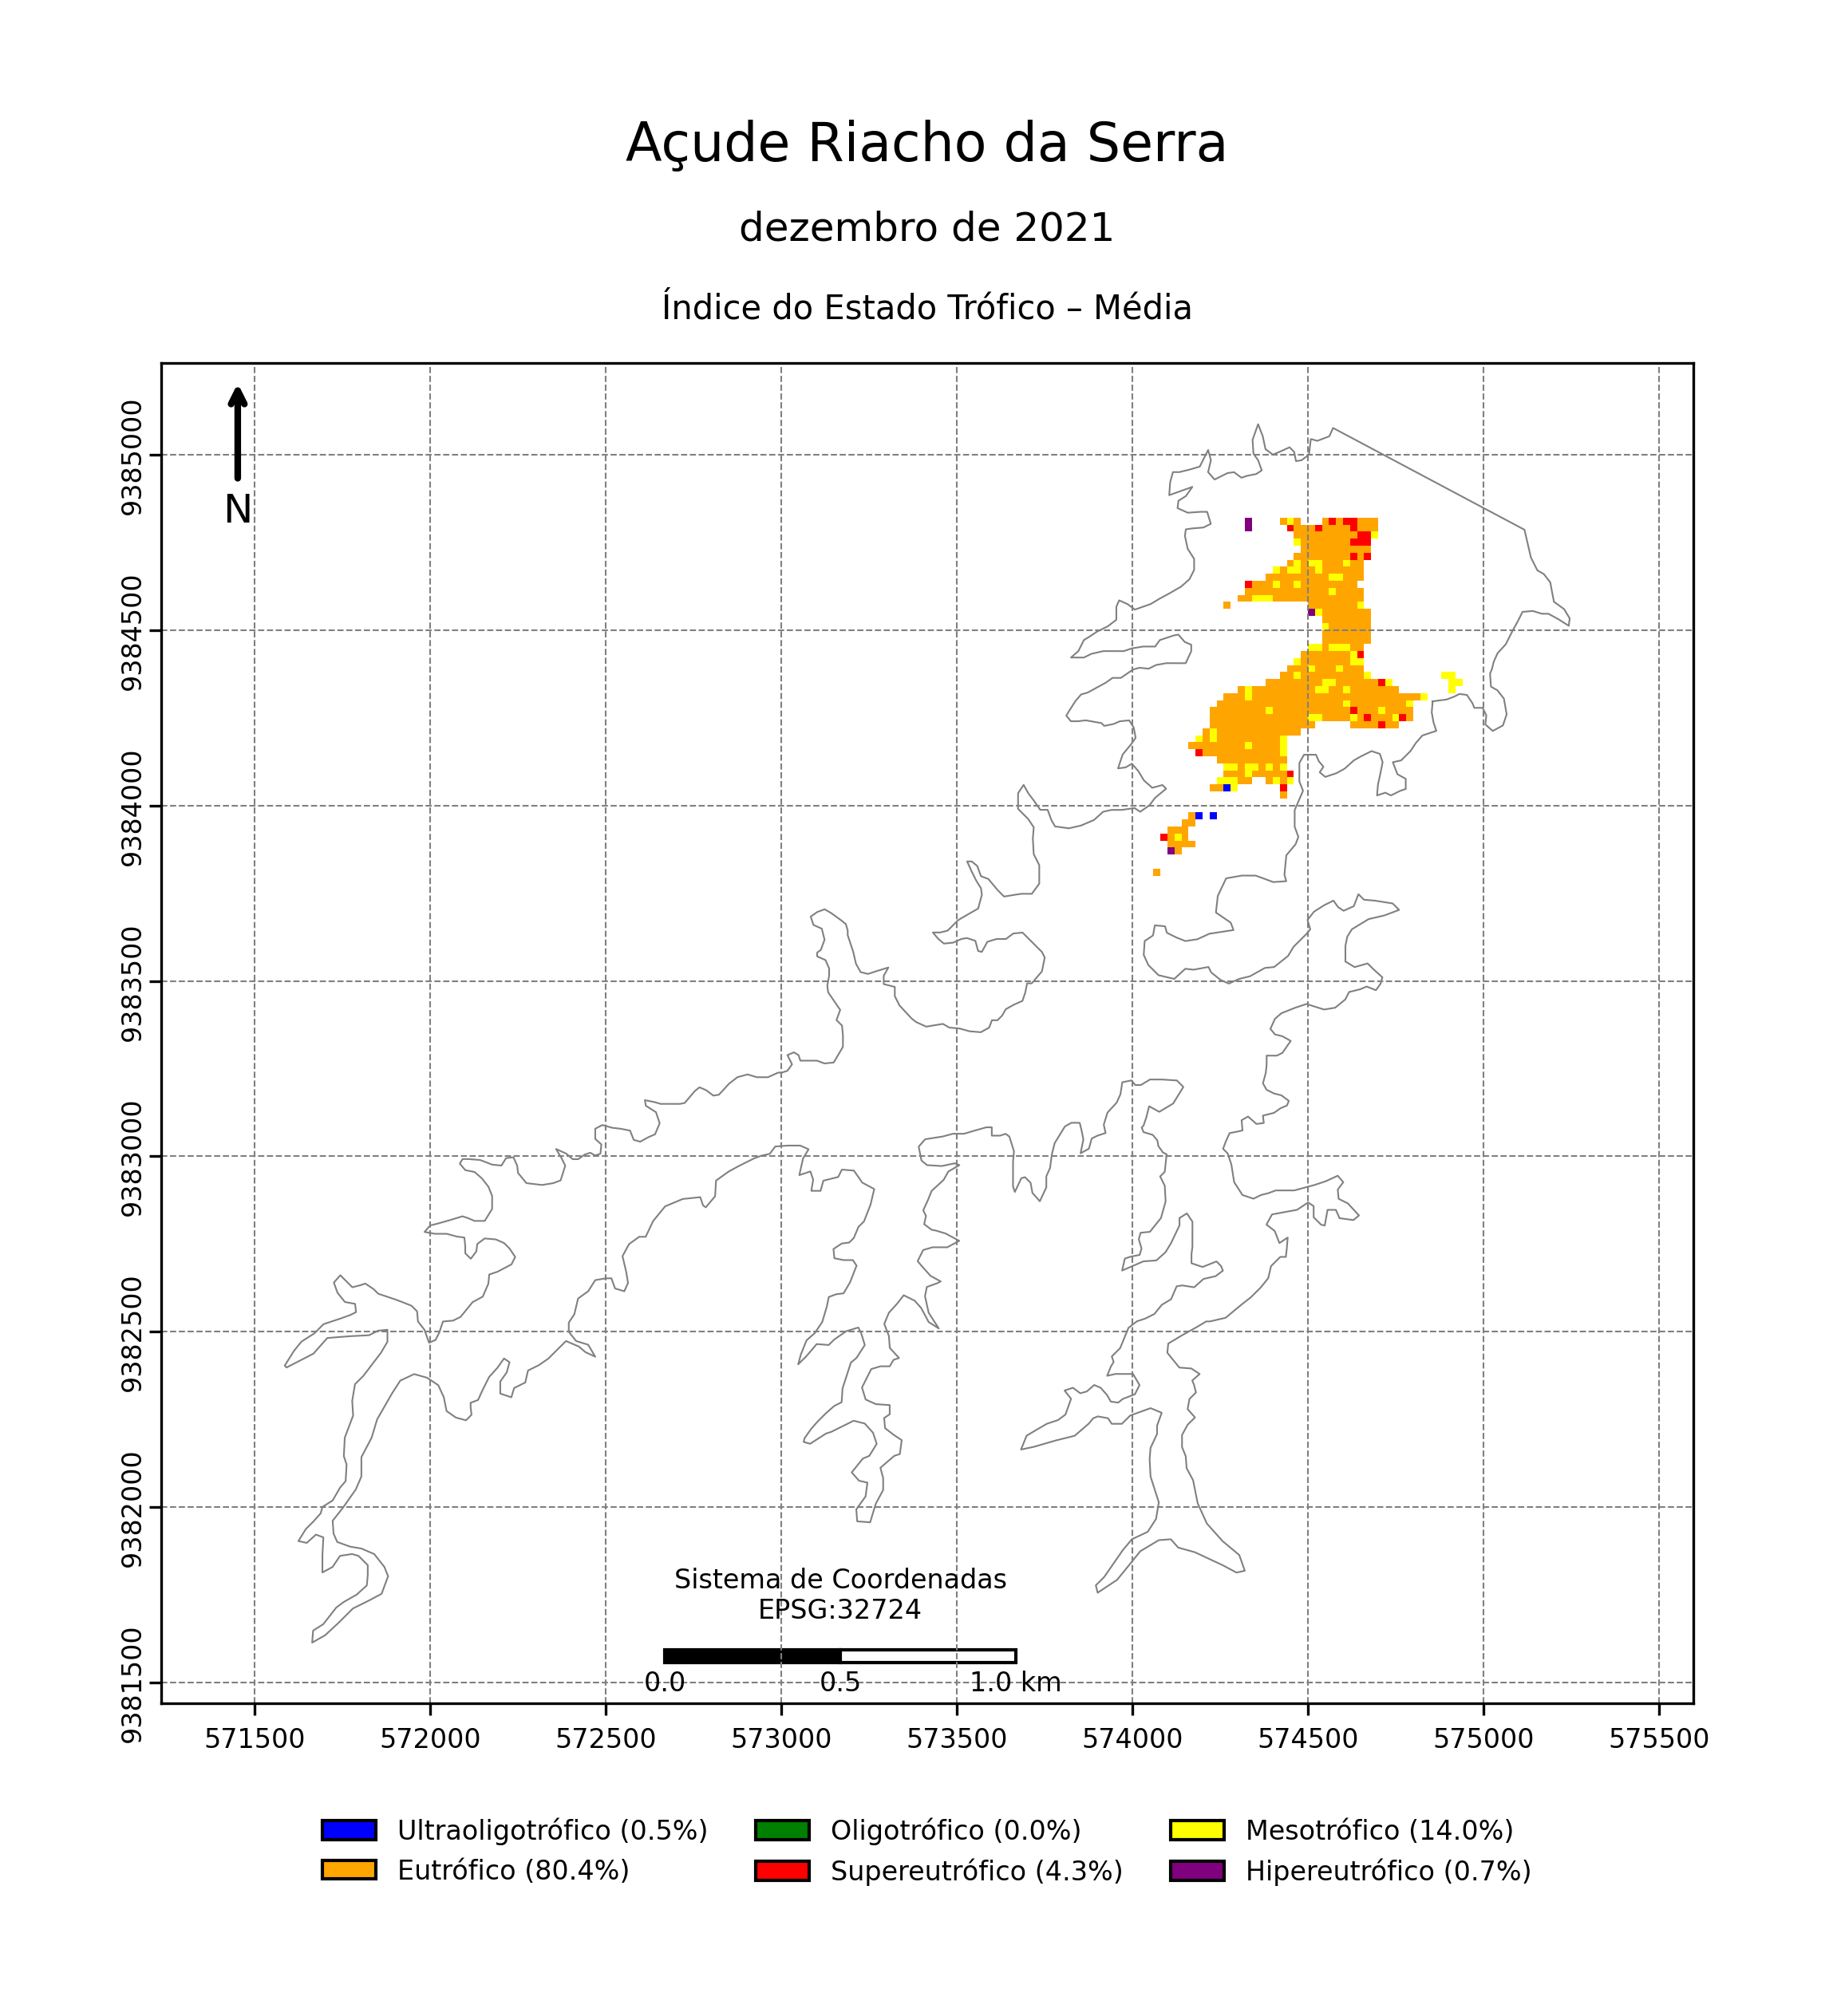 Açude Riacho da Serra
dezembro de 2021
Índice do Estado Trófico – Média
N
9385000
9384500
9384000
9383500
9383000
9382500
9382000
9381500
Sistema de Coordenadas
EPSG:32724
0.0 0.5 1.0 km
571500 572000 572500 573000 573500 574000 574500 575000 575500
Ultraoligotrófico (0.5%) Oligotrófico (0.0%) Mesotrófico (14.0%)
Eutrófico (80.4%) Supereutrófico (4.3%) Hipereutrófico (0.7%)